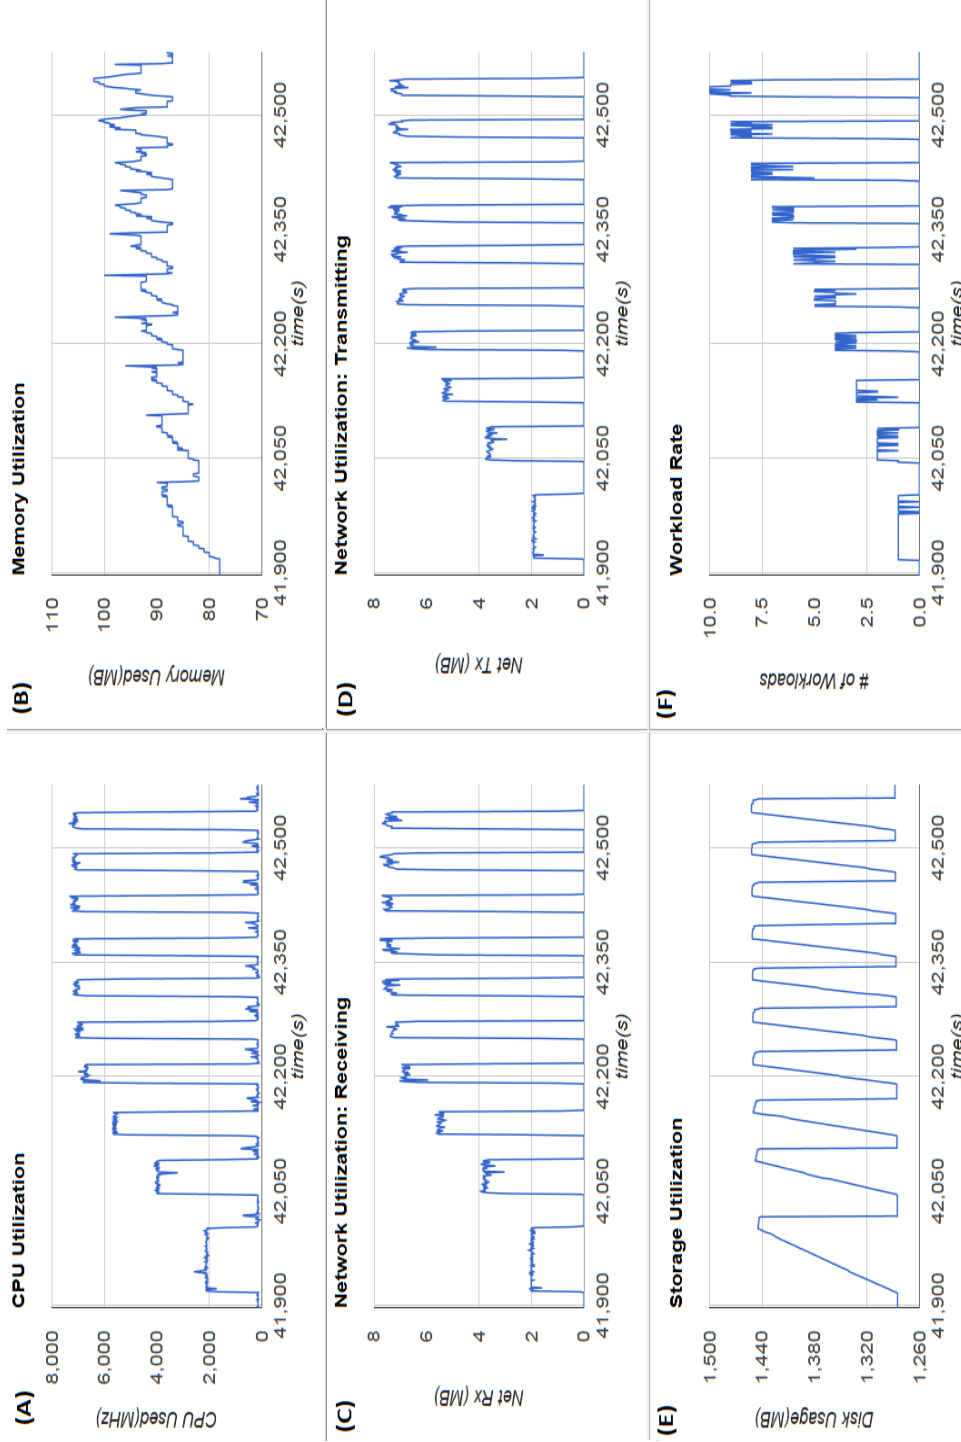 (A)
CPU Utilization
CPU Used(MHz)
8,000
6,000
4,000
2,000
0
41,900
42,050
42,200
42,350
42,500
time(s)
(B)
Memory Utilization
Memory Used(MB)
110
100
90
80
70
41,900
42,050
42,200
42,350
42,500
time(s)
(C)
Network Utilization: Receiving
Net Rx (MB)
8
6
4
2
0
41,900
42,050
42,200
42,350
42,500
time(s)
(D)
Network Utilization: Transmitting
Net Tx (MB)
8
6
4
2
0
41,900
42,050
42,200
42,350
42,500
time(s)
(E)
Storage Utilization
Disk Usage(MB)
1,500
1,440
1,380
1,320
1,260
41,900
42,050
42,200
42,350
42,500
time(s)
(F)
Workload Rate
# of Workloads
10.0
7.5
5.0
2.5
0.0
41,900
42,050
42,200
42,350
42,500
time(s)